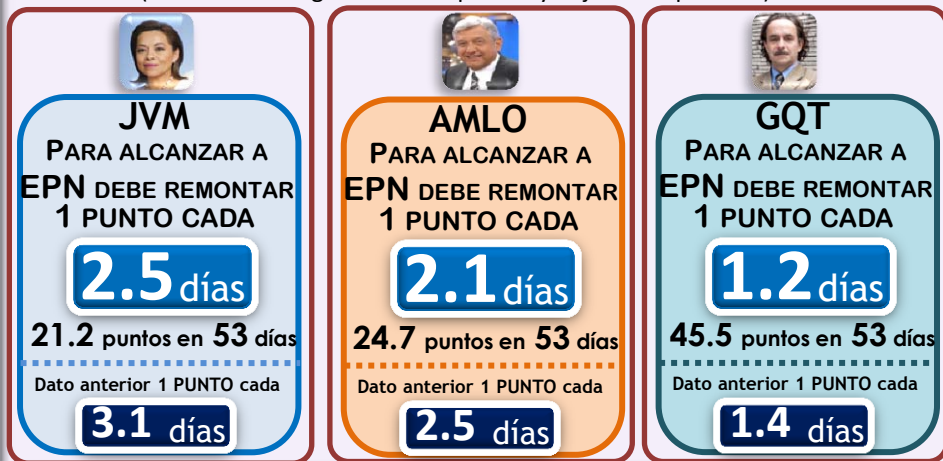 JVM
PARA ALCANZAR A
EPN DEBE REMONTAR
1 PUNTO CADA
2.5 días
21.2 puntos en 53 días
Dato anterior 1 PUNTO cada
3.1 días
AMLO
PARA ALCANZAR A
EPN DEBE REMONTAR
1 PUNTO CADA
2.1 días
24.7 puntos en 53 días
Dato anterior 1 PUNTO cada
2.5 días
GQT
PARA ALCANZAR A
EPN DEBE REMONTAR
1 PUNTO CADA
1.2 días
45.5 puntos en 53 días
Dato anterior 1 PUNTO cada
1.4 días